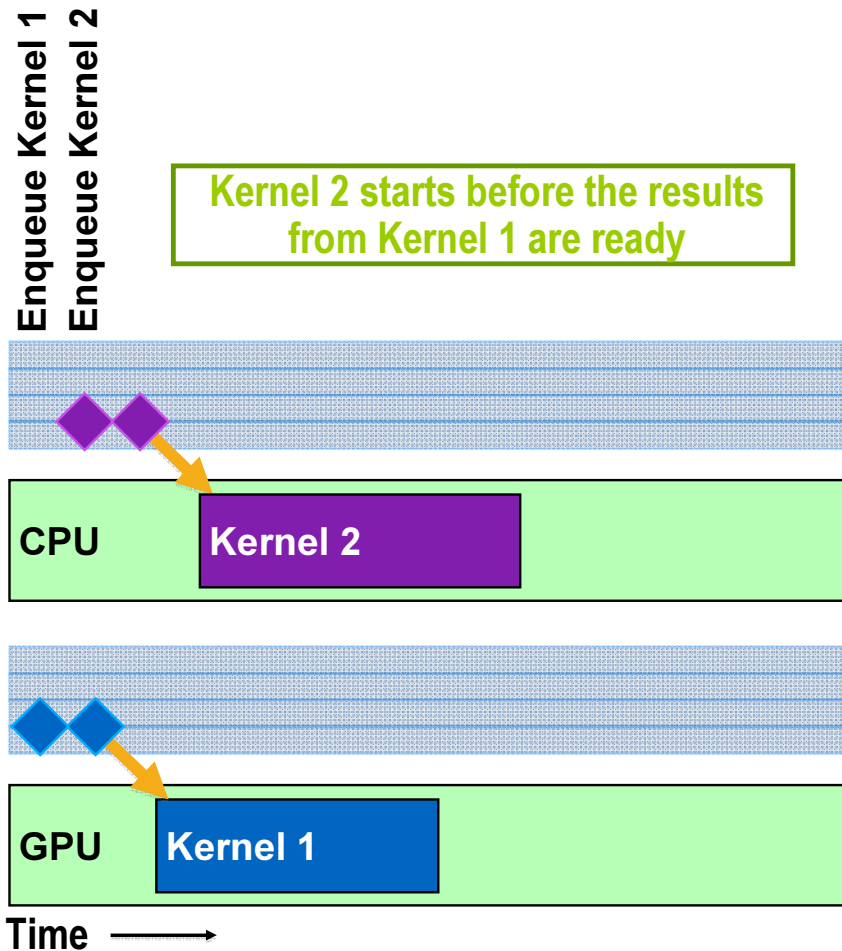 Enqueue Kernel 1
Enqueue Kernel 2
Kernel 2 starts before the results
from Kernel 1 are ready
CPU
Kernel 2
GPU
Kernel 1
Time